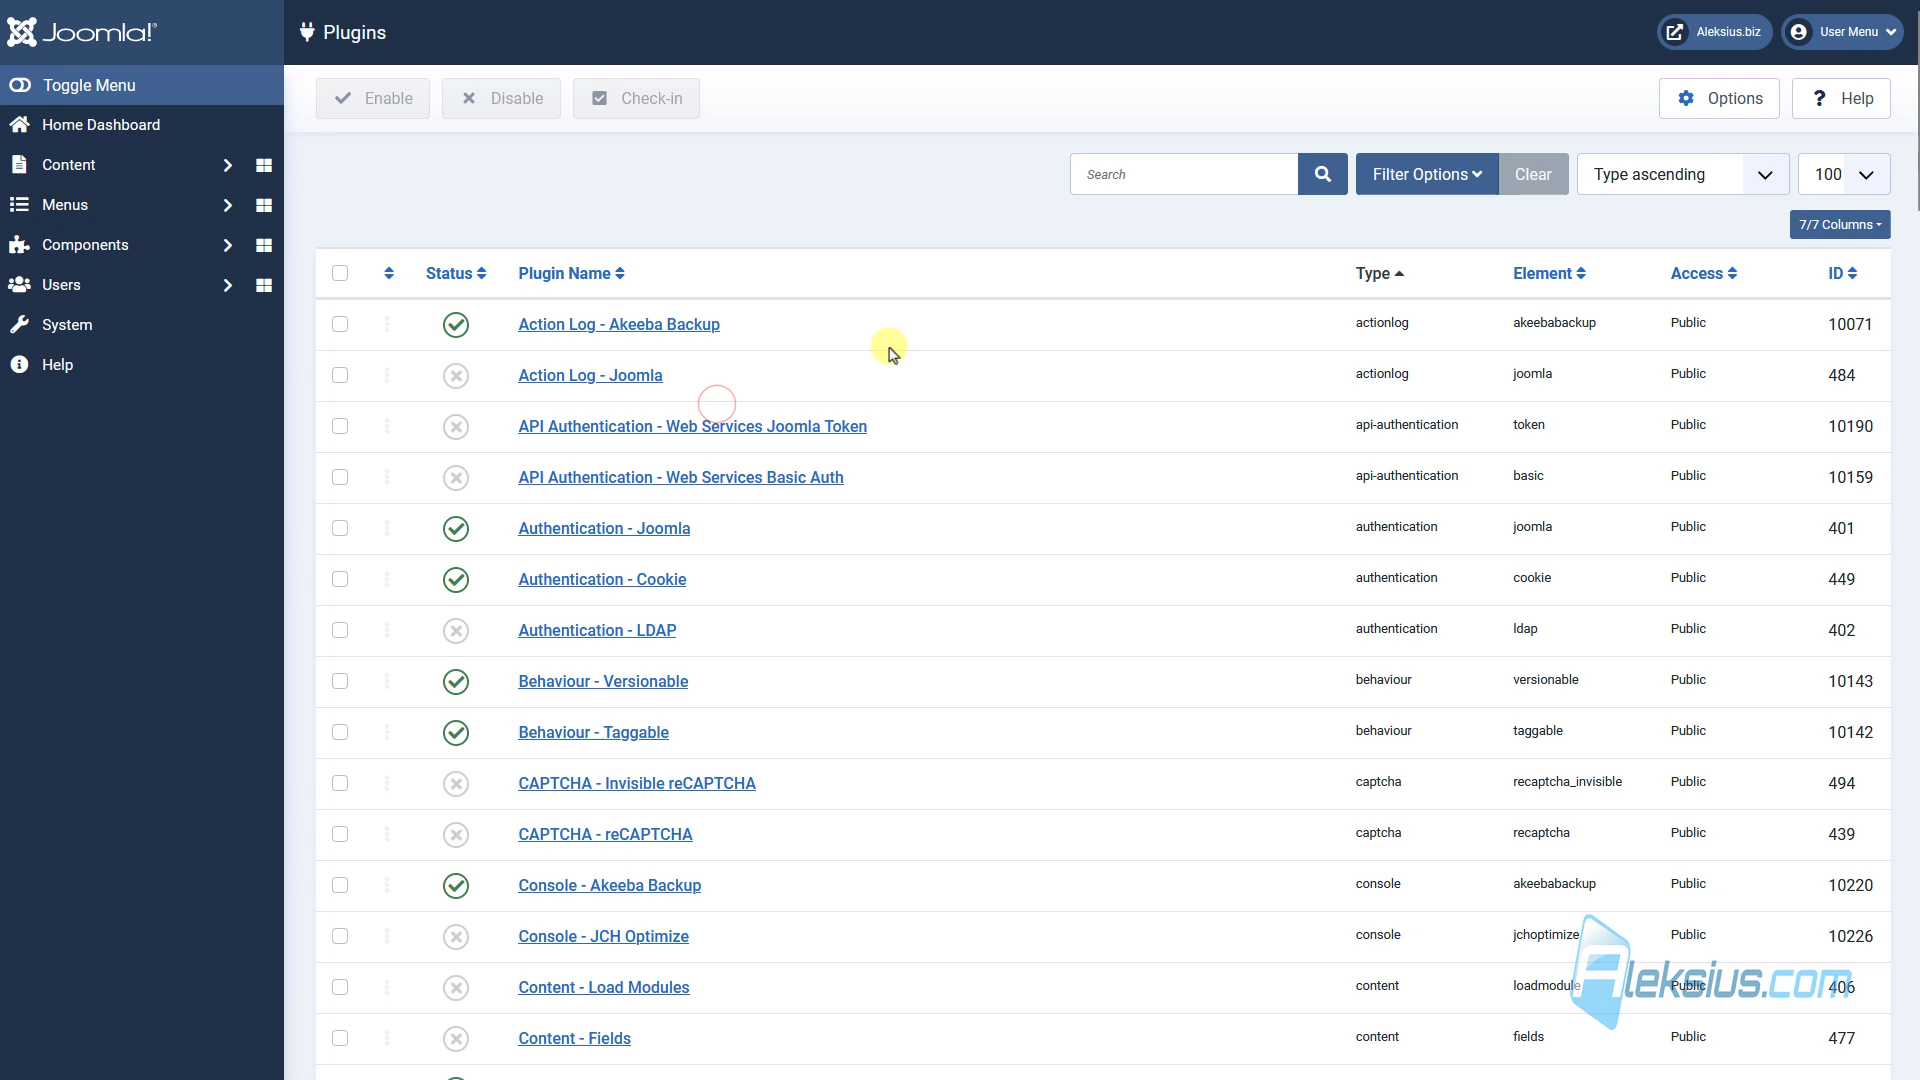 Joomla!
Plugins
Aleksius.biz
User Menu
Toggle Menu
Enable
Disable
Check-in
Options
? Help
Home Dashboard
Content
Menus
Components
Users
System
Help
Search
Filter Options
Clear
Type ascending
100
7/7 Columns
Status Plugin Name Type Element Access ID
Action Log - Akeeba Backup actionlog akeebabackup Public 10071
Action Log - Joomla actionlog joomla Public 484
API Authentication - Web Services Joomla Token api-authentication token Public 10190
API Authentication - Web Services Basic Auth api-authentication basic Public 10159
Authentication - Joomla authentication joomla Public 401
Authentication - Cookie authentication cookie Public 449
Authentication - LDAP authentication ldap Public 402
Behaviour - Versionable behaviour versionable Public 10143
Behaviour - Taggable behaviour taggable Public 10142
CAPTCHA - Invisible reCAPTCHA captcha recaptcha_invisible Public 494
CAPTCHA - reCAPTCHA captcha recaptcha Public 439
Console - Akeeba Backup console akeebabackup Public 10220
Console - JCH Optimize console jchoptimize Public 10226
Content - Load Modules content loadmodule Public 406
Aleksius.com
Content - Fields content fields Public 477